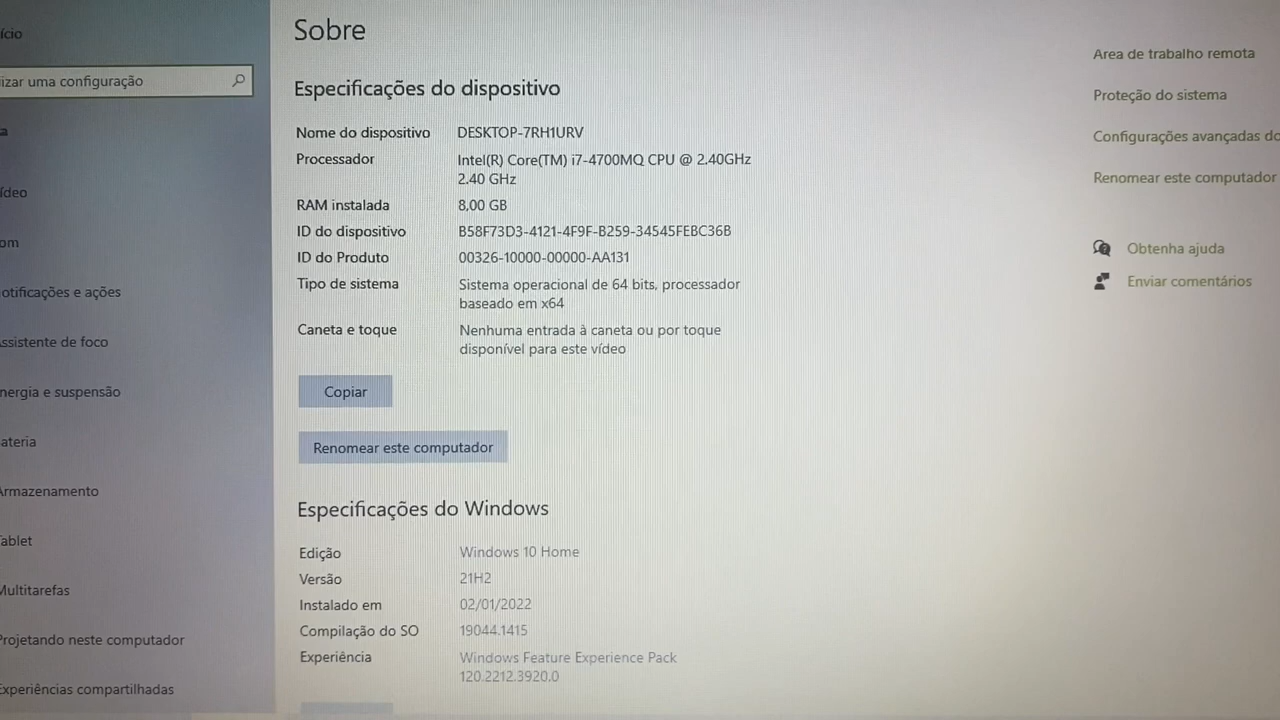 ício
izar uma configuração
a
ídeo
om
otificações e ações
ssistente de foco
nergia e suspensão
ateria
Armazenamento
ablet
Multitarefas
Projetando neste computador
Experiências compartilhadas
Sobre
Especificações do dispositivo
Nome do dispositivo DESKTOP-7RH1URV
Processador Intel(R) Core(TM) i7-4700MQ CPU @ 2.40GHz
2.40 GHz
RAM instalada 8,00 GB
ID do dispositivo B58F73D3-4121-4F9F-B259-34545FEBC36B
ID do Produto 00326-10000-00000-AA131
Tipo de sistema Sistema operacional de 64 bits, processador
baseado em x64
Caneta e toque Nenhuma entrada à caneta ou por toque
disponível para este vídeo
Copiar
Renomear este computador
Especificações do Windows
Edição Windows 10 Home
Versão 21H2
Instalado em 02/01/2022
Compilação do SO 19044.1415
Experiência Windows Feature Experience Pack
120.2212.3920.0
Área de trabalho remota
Proteção do sistema
Configurações avançadas do
Renomear este computador
Obtenha ajuda
Enviar comentários